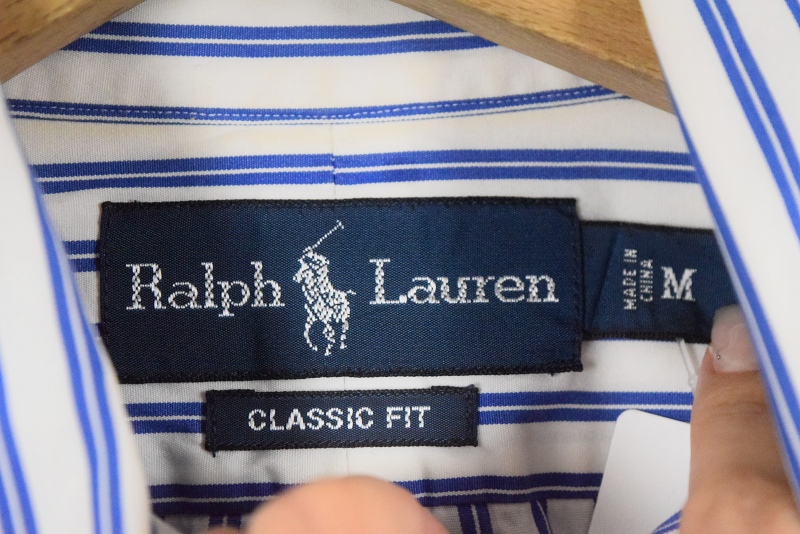 Ralph Lauren
MADE IN
CHINA
M
CLASSIC FIT